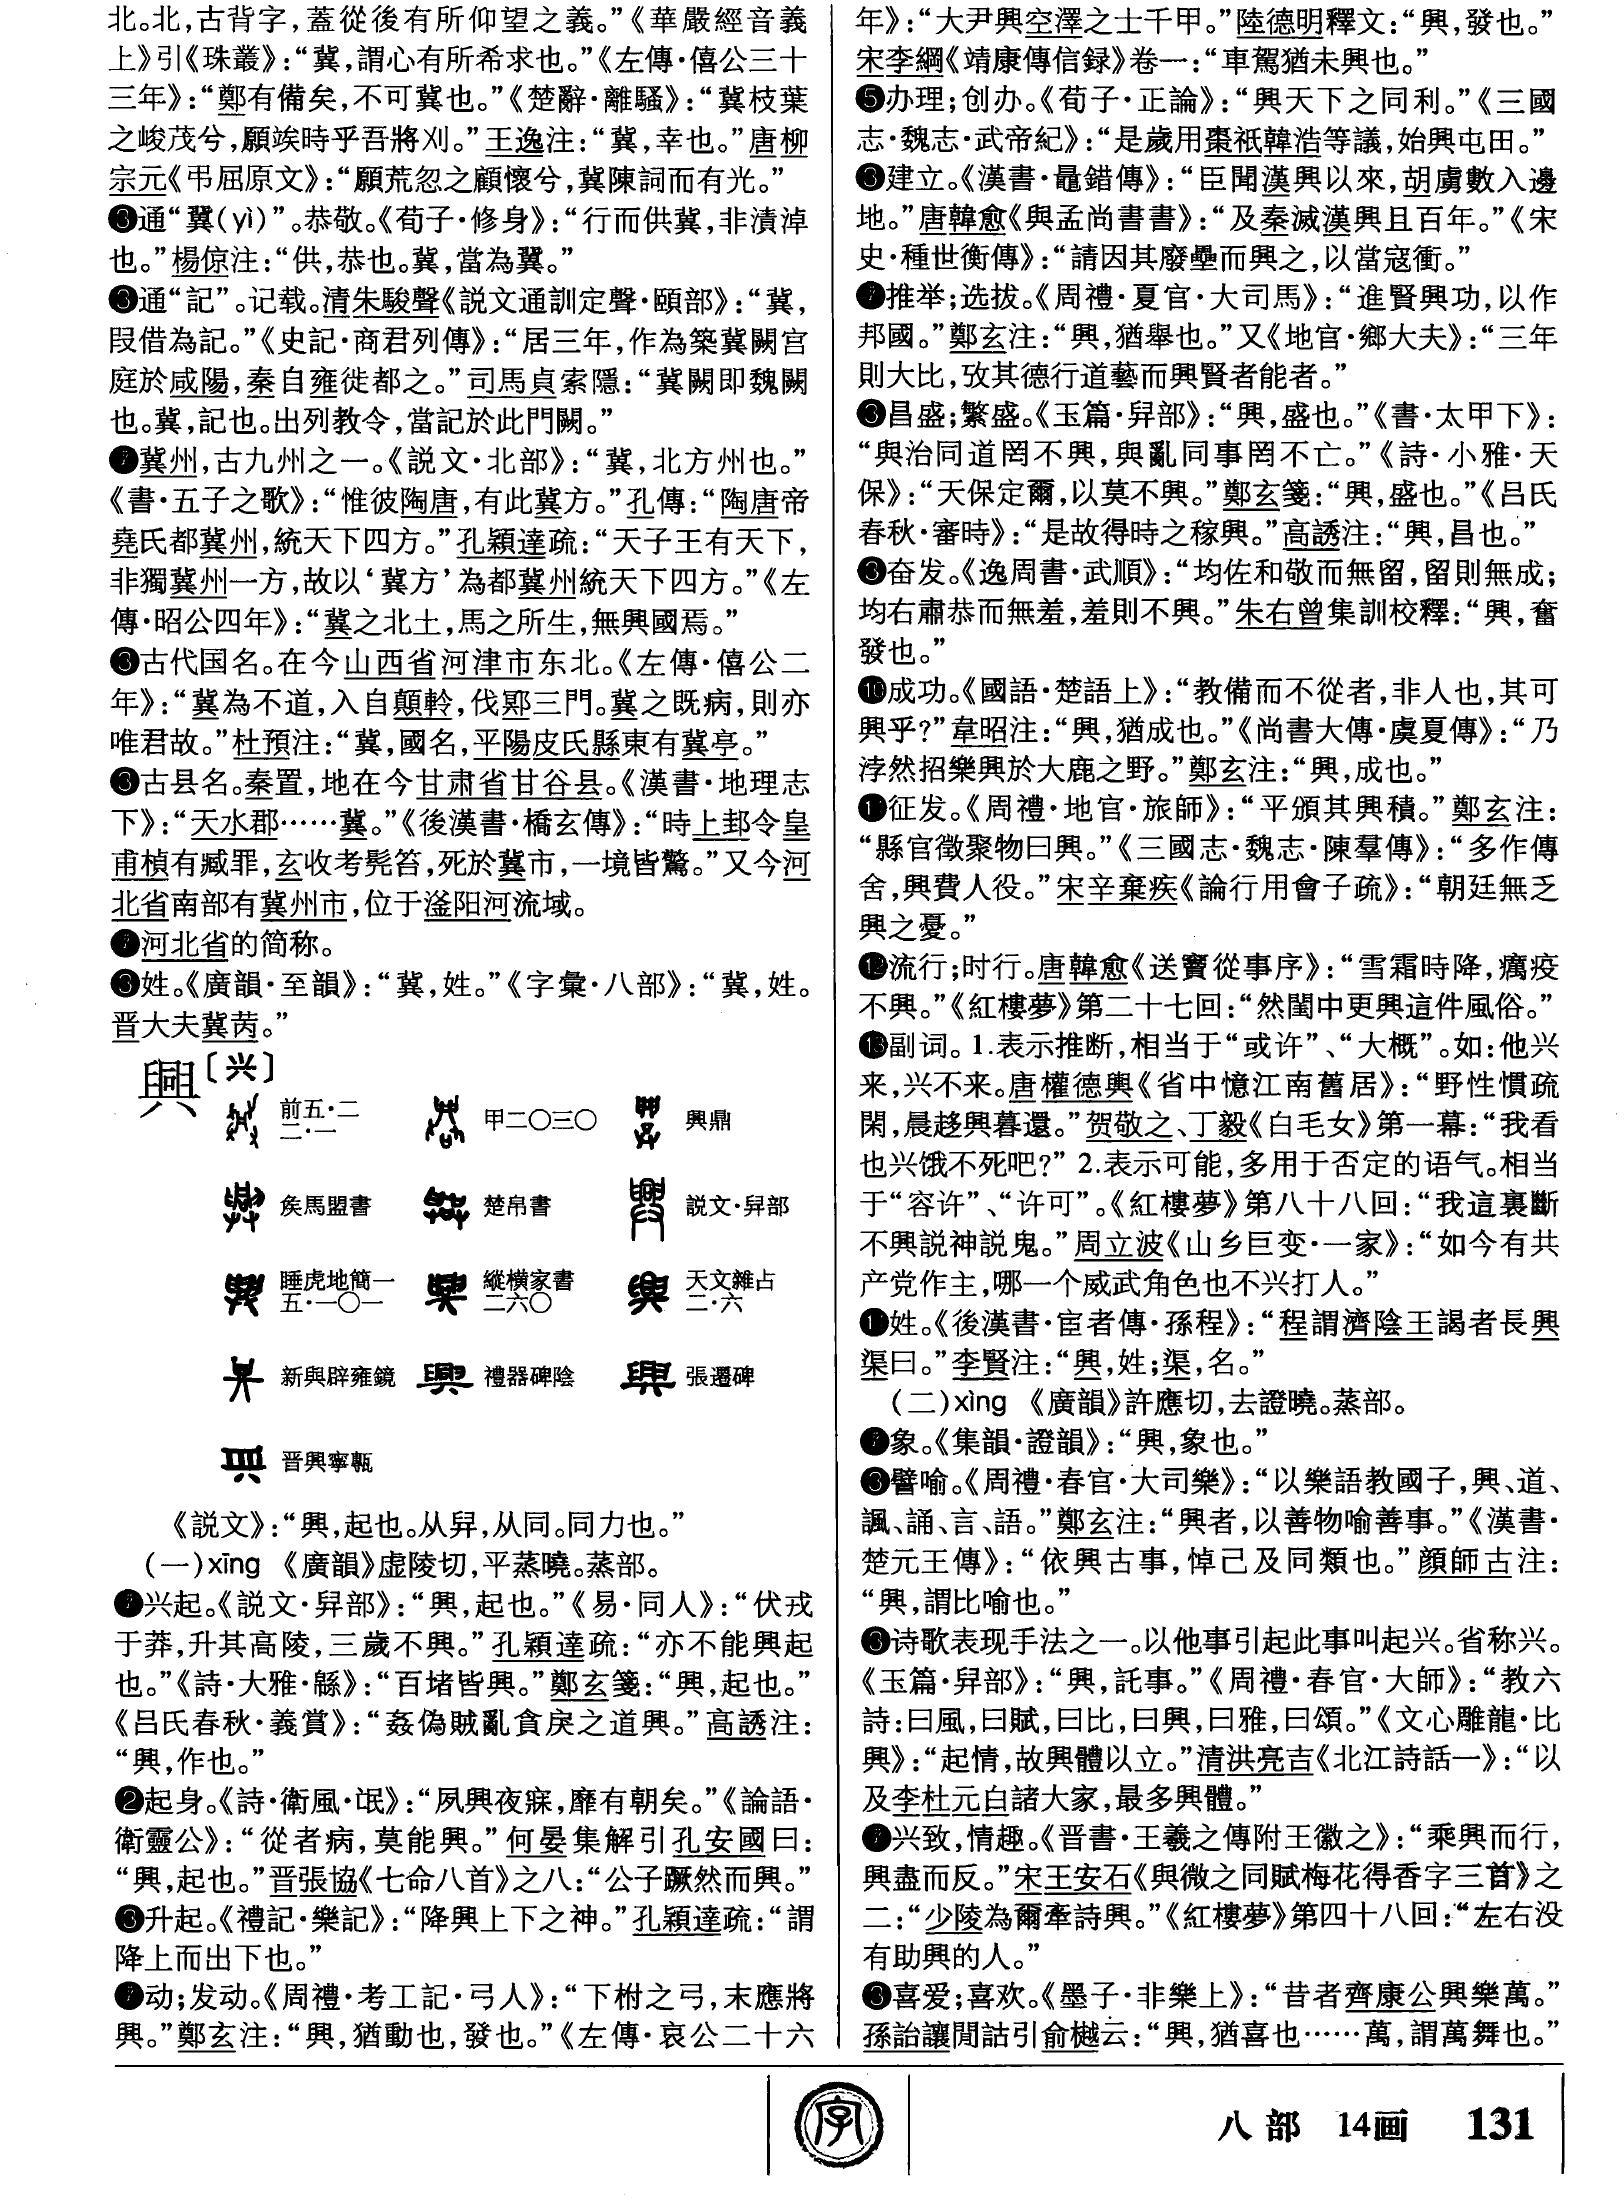 北。北，古背字，蓋從後有所仰望之義。”《華嚴經音義
上》引《珠叢》：“冀，謂心有所希求也。”《左傳·僖公三十
三年》：“鄭有備矣，不可冀也。”《楚辭·離騷》：“冀枝葉
之峻茂兮，願竢時乎吾將刈。”王逸注：“冀，幸也。”唐柳
宗元《弔屈原文》：“願荒忽之顧懷兮，冀陳詞而有光。”
❸通“翼(yì)”。恭敬。《荀子·修身》：“行而供冀，非漬淖
也。”楊倞注：“供，恭也。冀，當為翼。”
❸通“記”。记载。清朱駿聲《説文通訓定聲·頤部》：“冀，
叚借為記。”《史記·商君列傳》：“居三年，作為築冀闕宫
庭於咸陽，秦自雍徙都之。”司馬貞索隱：“冀闕即魏闕
也。冀，記也。出列教令，當記於此門闕。”
❼冀州，古九州之一。《説文·北部》：“冀，北方州也。”
《書·五子之歌》：“惟彼陶唐，有此冀方。”孔傳：“陶唐帝
堯氏都冀州，統天下四方。”孔穎達疏：“天子王有天下，
非獨冀州一方，故以‘冀方’為都冀州統天下四方。”《左
傳·昭公四年》：“冀之北土，馬之所生，無興國焉。”
❸古代国名。在今山西省河津市东北。《左傳·僖公二
年》：“冀為不道，入自顛軨，伐鄍三門。冀之既病，則亦
唯君故。”杜預注：“冀，國名，平陽皮氏縣東有冀亭。”
❸古县名。秦置，地在今甘肃省甘谷县。《漢書·地理志
下》：“天水郡……冀。”《後漢書·橋玄傳》：“時上邽令皇
甫禎有臧罪，玄收考髡笞，死於冀市，一境皆驚。”又今河
北省南部有冀州市，位于滏阳河流域。
❼河北省的简称。
❸姓。《廣韻·至韻》：“冀，姓。”《字彙·八部》：“冀，姓。
晋大夫冀芮。”
興〔兴〕
前五·二二·一 甲二〇三〇 興鼎
矦馬盟書 楚帛書 説文·舁部
睡虎地簡一五·一〇一 縱横家書二六〇 天文雜占二·六
新興辟雍鏡 禮器碑陰 張遷碑
晋興寧甎
《説文》：“興，起也。从舁，从同。同力也。”
(一)xīng 《廣韻》虚陵切，平蒸曉。蒸部。
❼兴起。《説文·舁部》：“興，起也。”《易·同人》：“伏戎
于莽，升其高陵，三歲不興。”孔穎達疏：“亦不能興起
也。”《詩·大雅·緜》：“百堵皆興。”鄭玄箋：“興，起也。”
《吕氏春秋·義賞》：“姦偽賊亂貪戾之道興。”高誘注：
“興，作也。”
❷起身。《詩·衛風·氓》：“夙興夜寐，靡有朝矣。”《論語·
衛靈公》：“從者病，莫能興。”何晏集解引孔安國曰：
“興，起也。”晋張協《七命八首》之八：“公子蹶然而興。”
❸升起。《禮記·樂記》：“降興上下之神。”孔穎達疏：“謂
降上而出下也。”
❼动；发动。《周禮·考工記·弓人》：“下柎之弓，末應將
興。”鄭玄注：“興，猶動也，發也。”《左傳·哀公二十六
年》：“大尹興空澤之士千甲。”陸德明釋文：“興，發也。”
宋李綱《靖康傳信録》卷一：“車駕猶未興也。”
❺办理；创办。《荀子·正論》：“興天下之同利。”《三國
志·魏志·武帝紀》：“是歲用棗祇韓浩等議，始興屯田。”
❸建立。《漢書·鼂錯傳》：“臣聞漢興以來，胡虜數入邊
地。”唐韓愈《與孟尚書書》：“及秦滅漢興且百年。”《宋
史·種世衡傳》：“請因其廢壘而興之，以當寇衝。”
❼推举；选拔。《周禮·夏官·大司馬》：“進賢興功，以作
邦國。”鄭玄注：“興，猶舉也。”又《地官·鄉大夫》：“三年
則大比，攷其德行道藝而興賢者能者。”
❸昌盛；繁盛。《玉篇·舁部》：“興，盛也。”《書·太甲下》：
“與治同道罔不興，與亂同事罔不亡。”《詩·小雅·天
保》：“天保定爾，以莫不興。”鄭玄箋：“興，盛也。”《吕氏
春秋·審時》：“是故得時之稼興。”高誘注：“興，昌也。”
❸奋发。《逸周書·武順》：“均佐和敬而無留，留則無成；
均右肅恭而無羞，羞則不興。”朱右曾集訓校釋：“興，奮
發也。”
❿成功。《國語·楚語上》：“教備而不從者，非人也，其可
興乎？”韋昭注：“興，猶成也。”《尚書大傳·虞夏傳》：“乃
浡然招樂興於大鹿之野。”鄭玄注：“興，成也。”
⓫征发。《周禮·地官·旅師》：“平頒其興積。”鄭玄注：
“縣官徵聚物曰興。”《三國志·魏志·陳羣傳》：“多作傳
舍，興費人役。”宋辛棄疾《論行用會子疏》：“朝廷無乏
興之憂。”
⓬流行；时行。唐韓愈《送竇從事序》：“雪霜時降，癘疫
不興。”《紅樓夢》第二十七回：“然閨中更興這件風俗。”
⓭副词。1.表示推断，相当于“或许”、“大概”。如：他兴
来，兴不来。唐權德輿《省中憶江南舊居》：“野性慣疏
閑，晨趍興暮還。”贺敬之、丁毅《白毛女》第一幕：“我看
也兴饿不死吧？” 2.表示可能，多用于否定的语气。相当
于“容许”、“许可”。《紅樓夢》第八十八回：“我這裏斷
不興説神説鬼。”周立波《山乡巨变·一家》：“如今有共
产党作主，哪一个威武角色也不兴打人。”
⓮姓。《後漢書·宦者傳·孫程》：“程謂濟陰王謁者長興
渠曰。”李賢注：“興，姓；渠，名。”
(二)xìng 《廣韻》許應切，去證曉。蒸部。
❼象。《集韻·證韻》：“興，象也。”
❸譬喻。《周禮·春官·大司樂》：“以樂語教國子，興、道、
諷、誦、言、語。”鄭玄注：“興者，以善物喻善事。”《漢書·
楚元王傳》：“依興古事，悼己及同類也。”顔師古注：
“興，謂比喻也。”
❸诗歌表现手法之一。以他事引起此事叫起兴。省称兴。
《玉篇·舁部》：“興，託事。”《周禮·春官·大師》：“教六
詩：曰風，曰賦，曰比，曰興，曰雅，曰頌。”《文心雕龍·比
興》：“起情，故興體以立。”清洪亮吉《北江詩話一》：“以
及李杜元白諸大家，最多興體。”
❼兴致，情趣。《晋書·王羲之傳附王徽之》：“乘興而行，
興盡而反。”宋王安石《與微之同賦梅花得香字三首》之
二：“少陵為爾牽詩興。”《紅樓夢》第四十八回：“左右没
有助興的人。”
❸喜爱；喜欢。《墨子·非樂上》：“昔者齊康公興樂萬。”
孫詒讓閒詁引俞樾云：“興，猶喜也……萬，謂萬舞也。”
字
八部 14画 131